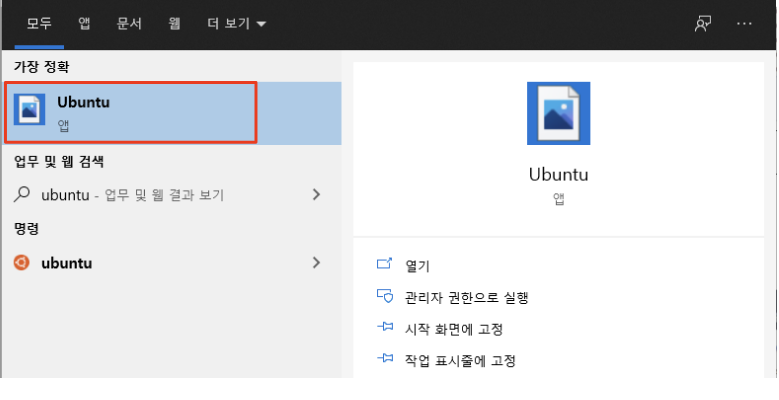 모두 앱 문서 웹 더 보기
가장 정확
Ubuntu
앱
업무 및 웹 검색
ubuntu - 업무 및 웹 결과 보기
명령
ubuntu
Ubuntu
앱
열기
관리자 권한으로 실행
시작 화면에 고정
작업 표시줄에 고정